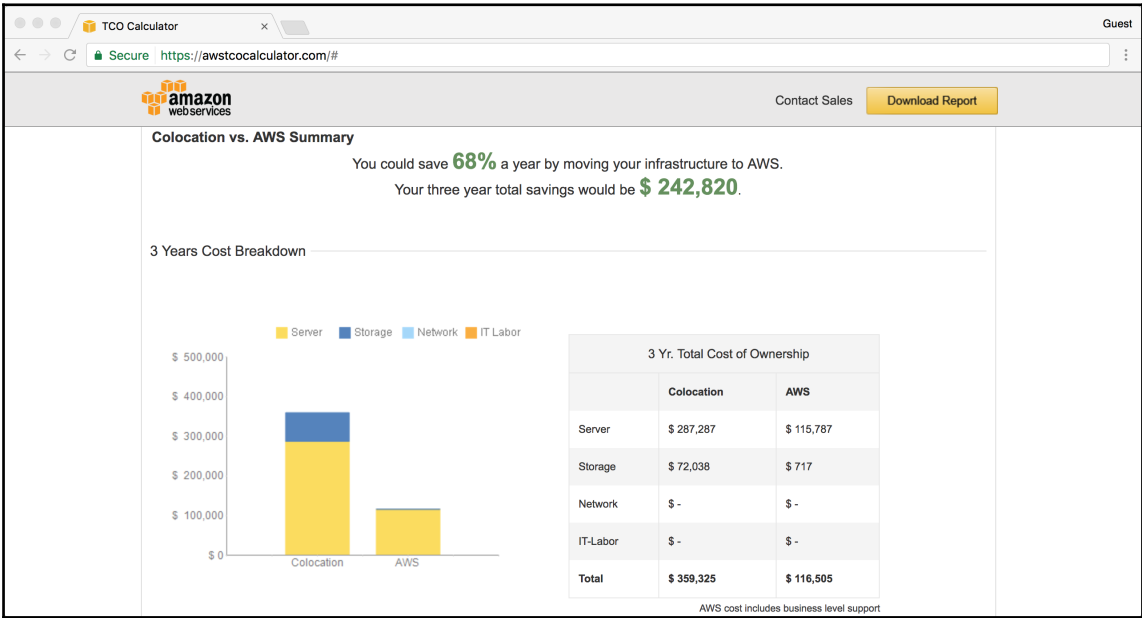 TCO Calculator ×
Guest
Secure https://awstcocalculator.com/#
amazon
webservices
Contact Sales
Download Report
Colocation vs. AWS Summary
You could save 68% a year by moving your infrastructure to AWS.
Your three year total savings would be $ 242,820.
3 Years Cost Breakdown
Server Storage Network IT Labor
$ 500,000
$ 400,000
$ 300,000
$ 200,000
$ 100,000
$ 0
Colocation AWS
3 Yr. Total Cost of Ownership
Colocation AWS
Server $ 287,287 $ 115,787
Storage $ 72,038 $ 717
Network $ - $ -
IT-Labor $ - $ -
Total $ 359,325 $ 116,505
AWS cost includes business level support